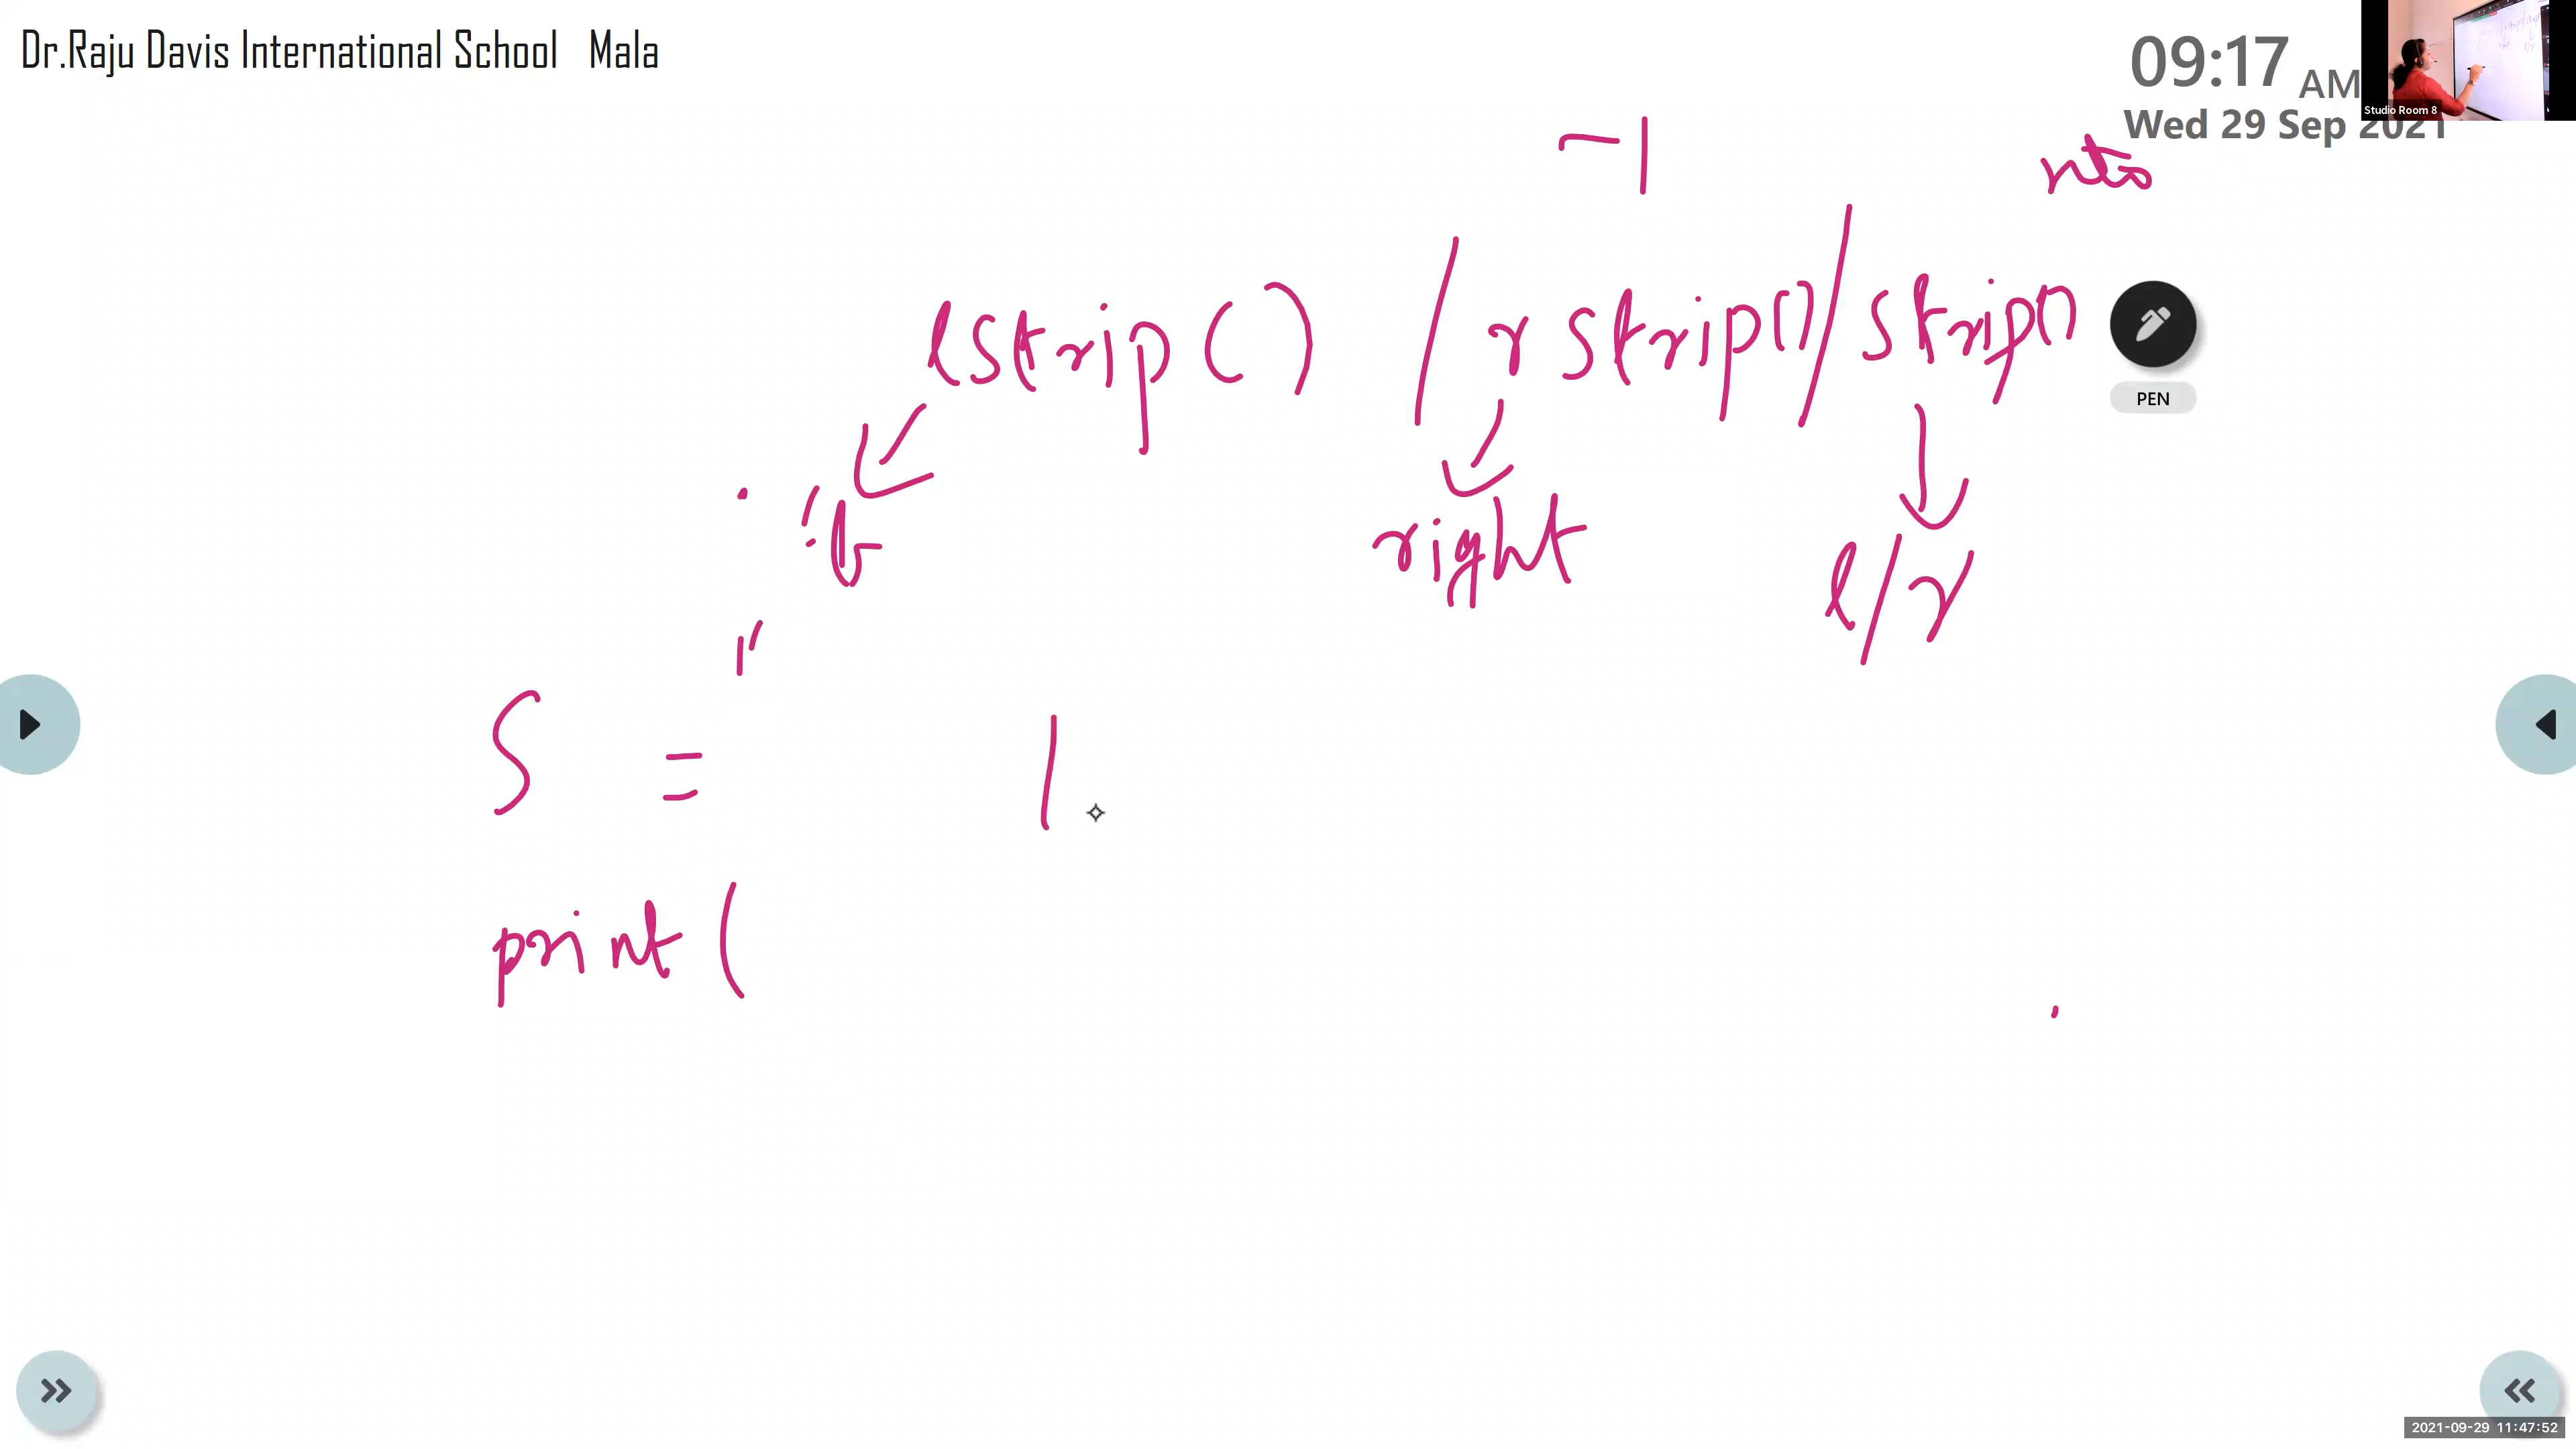 Dr.Raju Davis International School Mala
09:17 AM
Wed 29 Sep 2021
Studio Room 8
-1
lstrip() / rstrip() / strip()
PEN
right
l/r
S = "
print(
2021-09-29 11:47:52